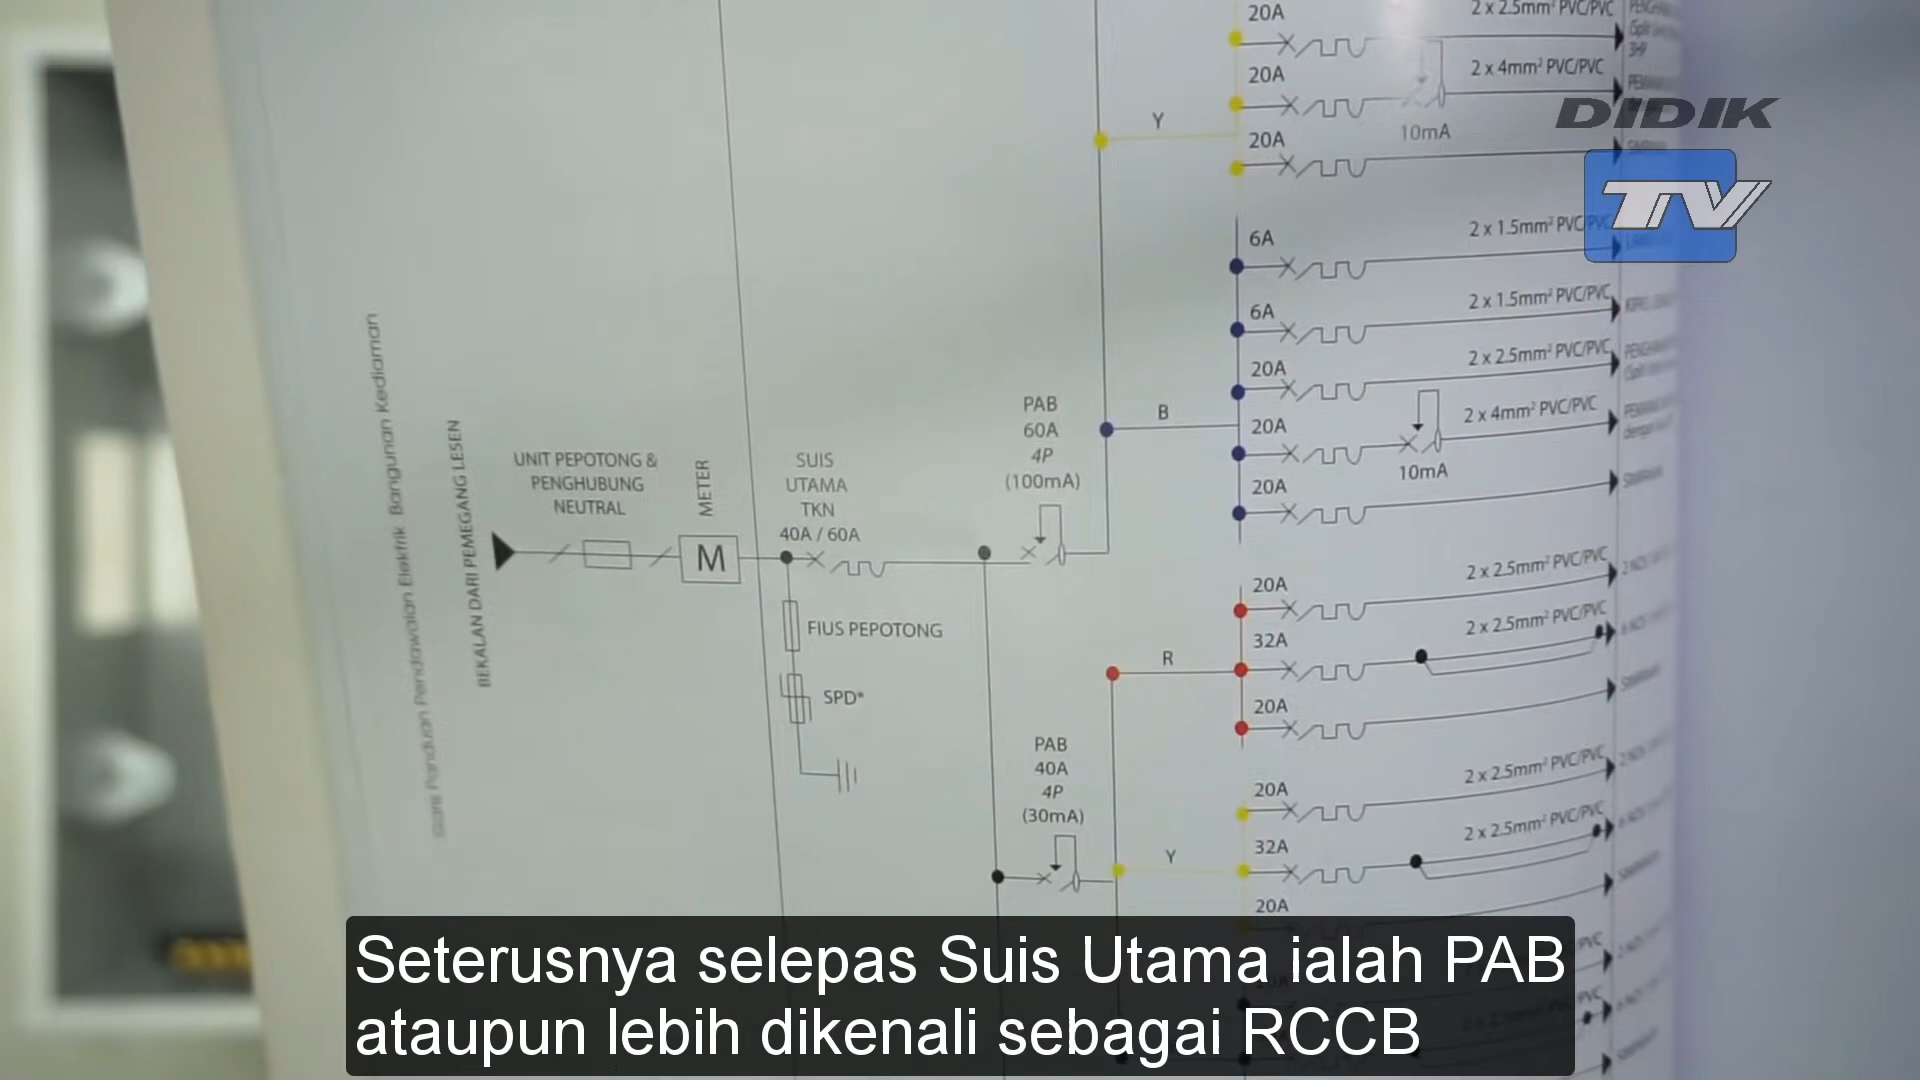 20A
2 x 2.5mm² PVC/PVC
3HP
20A
2 x 4mm² PVC/PVC
10mA
DIDIK
TV
Y
20A
6A
2 x 1.5mm² PVC/PVC
6A
2 x 1.5mm² PVC/PVC
20A
2 x 2.5mm² PVC/PVC
B
20A
2 x 4mm² PVC/PVC
10mA
20A
Bangunan Kediaman
Panduan Pendawaian Elektrik
BEKALAN DARI PEMEGANG LESEN
UNIT PEPOTONG &
PENGHUBUNG
NEUTRAL
METER
M
SUIS
UTAMA
TKN
40A / 60A
PAB
60A
4P
(100mA)
FIUS PEPOTONG
SPD*
PAB
40A
4P
(30mA)
20A
2 x 2.5mm² PVC/PVC
R
32A
2 x 2.5mm² PVC/PVC
20A
20A
2 x 2.5mm² PVC/PVC
Y
32A
2 x 2.5mm² PVC/PVC
20A
Seterusnya selepas Suis Utama ialah PAB
ataupun lebih dikenali sebagai RCCB